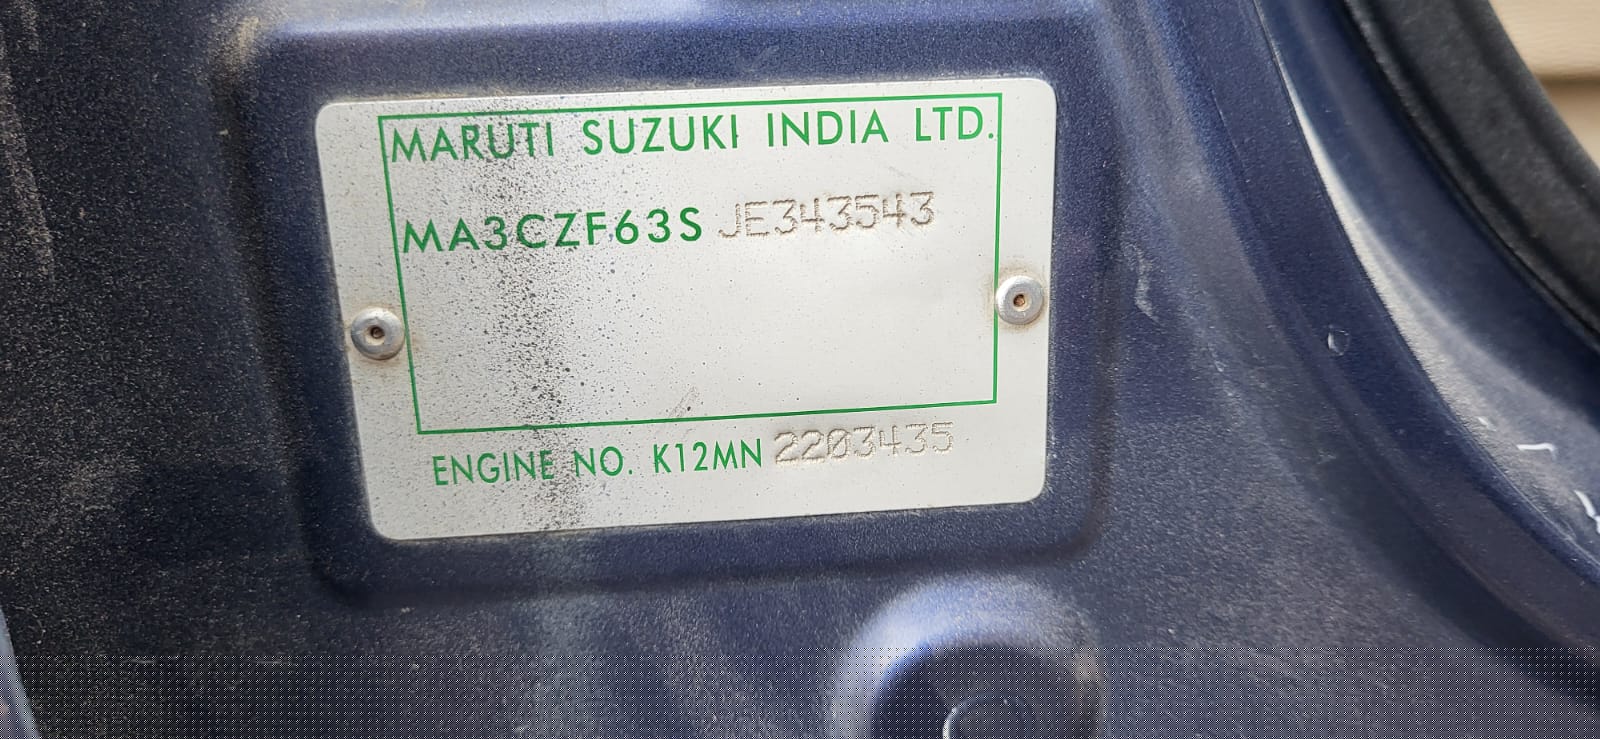 MARUTI SUZUKI INDIA LTD.
MA3CZF63S JE343543
ENGINE NO. K12MN 2203435